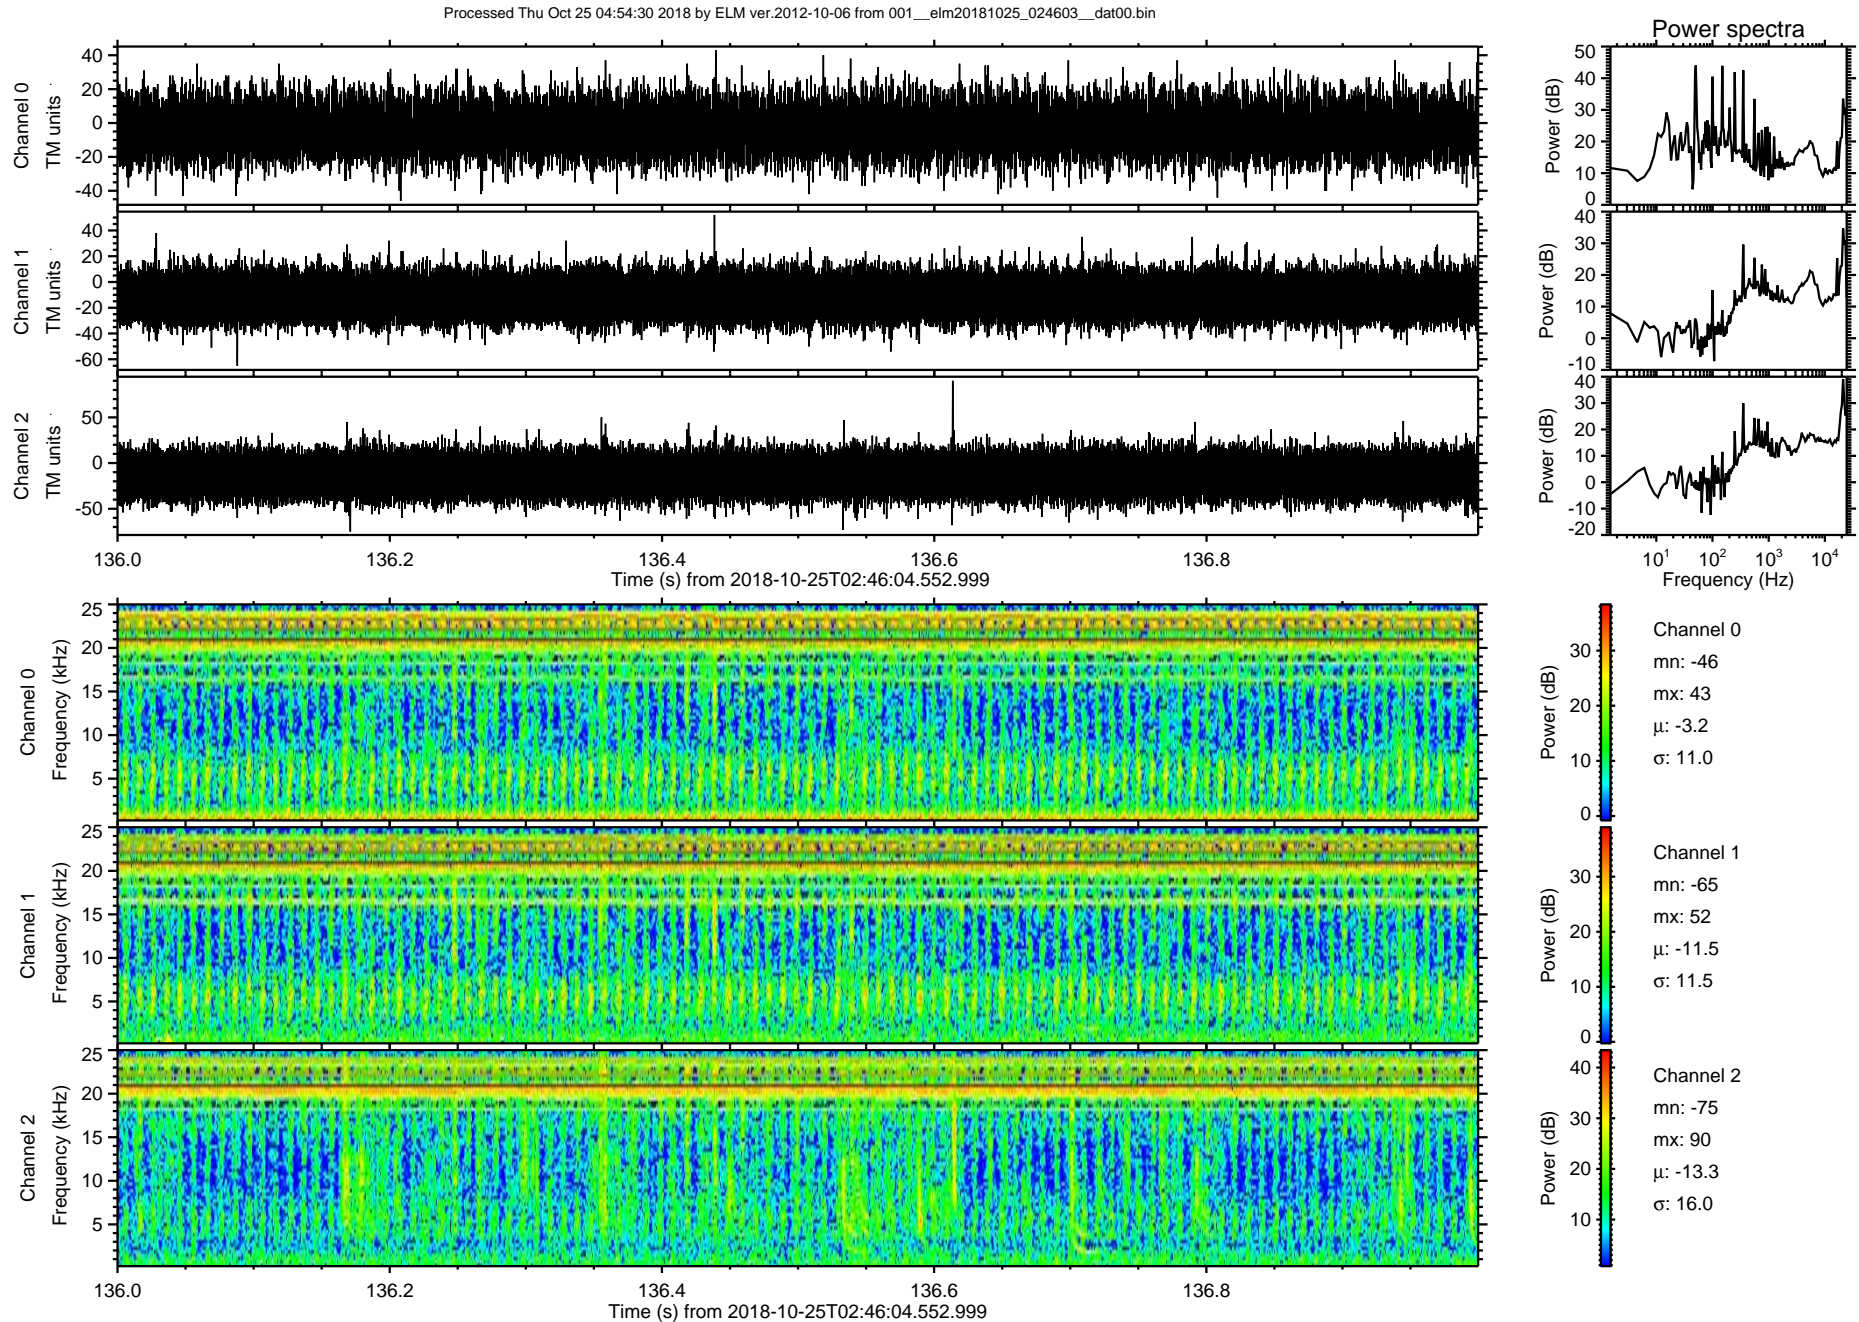 Processed Thu Oct 25 04:54:30 2018 by ELM ver.2012-10-06 from 001__elm20181025_024603__dat00.bin
Power spectra
Channel 0
TM units
40
20
0
-20
-40
Power (dB)
50
40
30
20
10
0
Channel 1
TM units
40
20
0
-20
-40
-60
Power (dB)
40
30
20
10
0
-10
Channel 2
TM units
50
0
-50
Power (dB)
40
30
20
10
0
-10
-20
136.0 136.2 136.4 136.6 136.8
Time (s) from 2018-10-25T02:46:04.552.999
10^1 10^2 10^3 10^4
Frequency (Hz)
Channel 0
Frequency (kHz)
25
20
15
10
5
Power (dB)
30
20
10
0
Channel 0
mn: -46
mx: 43
μ: -3.2
σ: 11.0
Channel 1
Frequency (kHz)
25
20
15
10
5
Power (dB)
30
20
10
0
Channel 1
mn: -65
mx: 52
μ: -11.5
σ: 11.5
Channel 2
Frequency (kHz)
25
20
15
10
5
Power (dB)
40
30
20
10
Channel 2
mn: -75
mx: 90
μ: -13.3
σ: 16.0
136.0 136.2 136.4 136.6 136.8
Time (s) from 2018-10-25T02:46:04.552.999